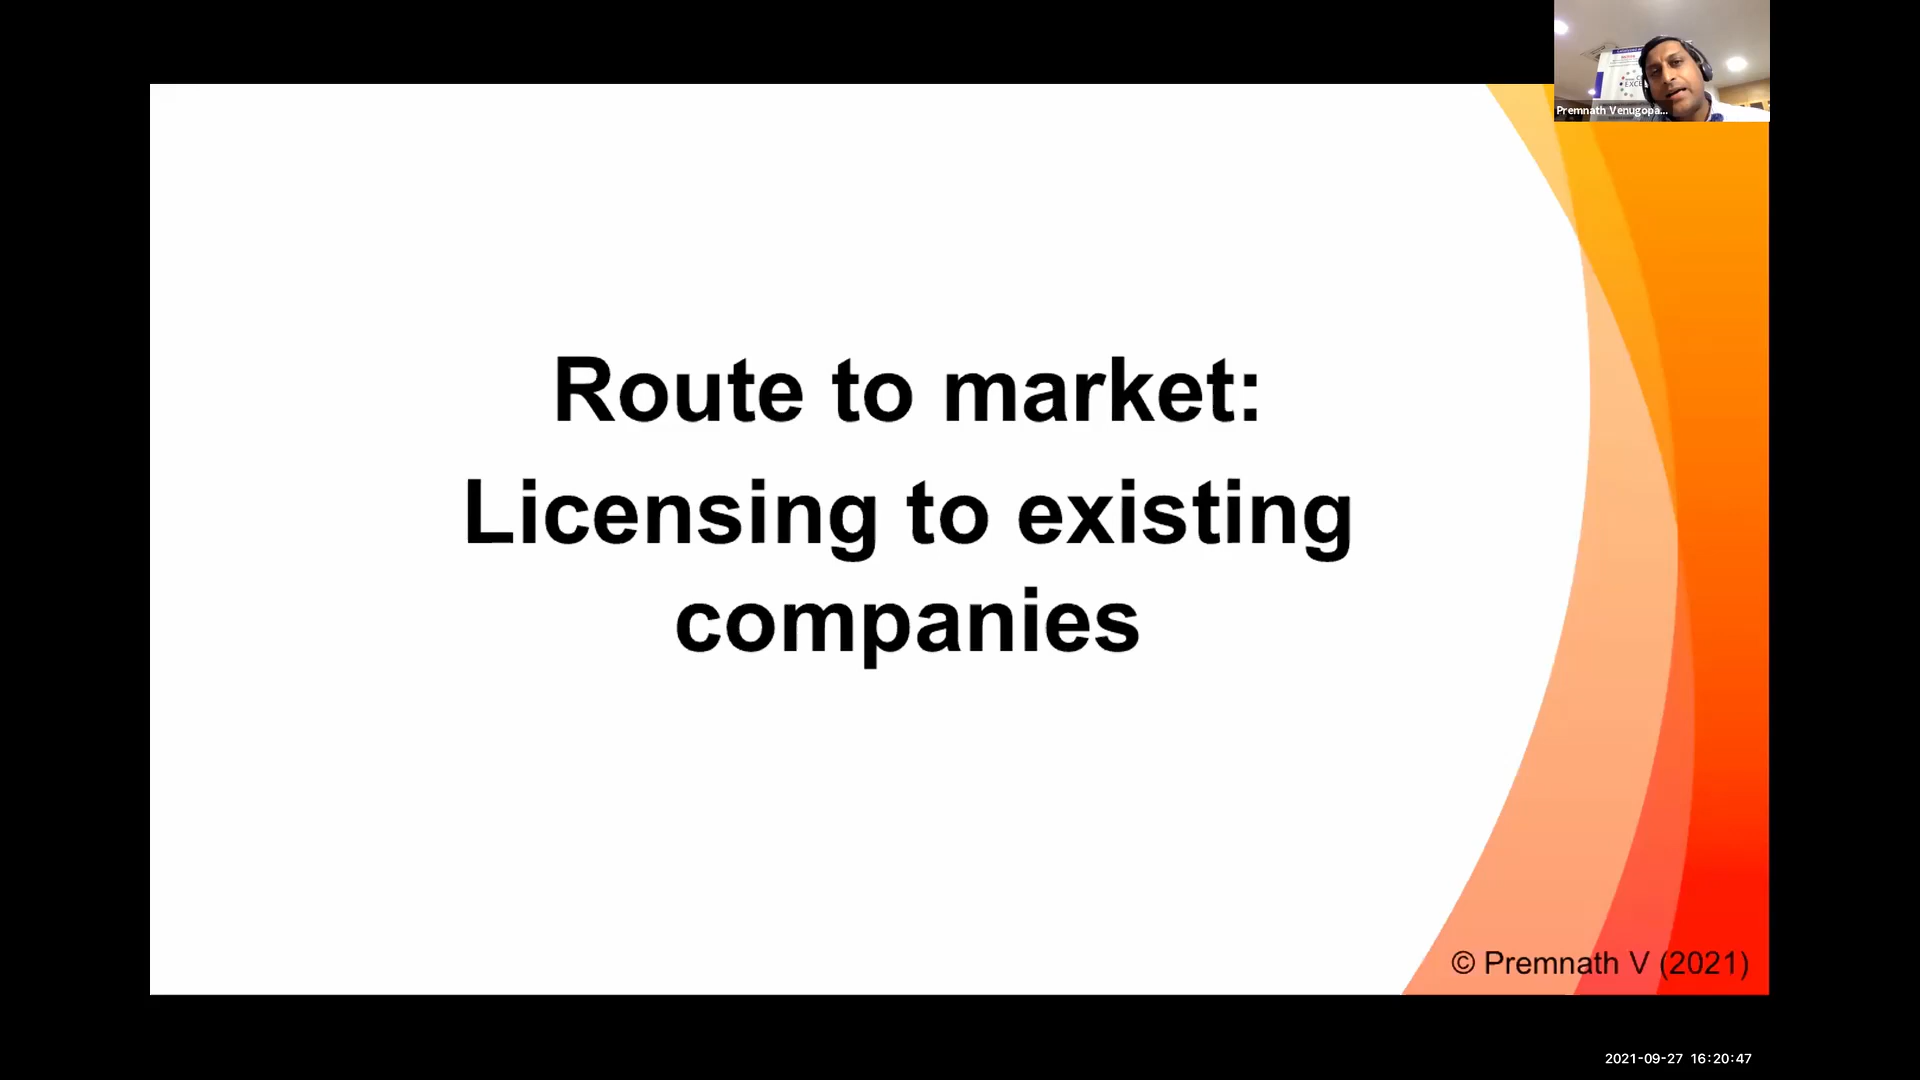 Premnath Venugopa...
Route to market:
Licensing to existing
companies
© Premnath V (2021)
2021-09-27 16:20:47